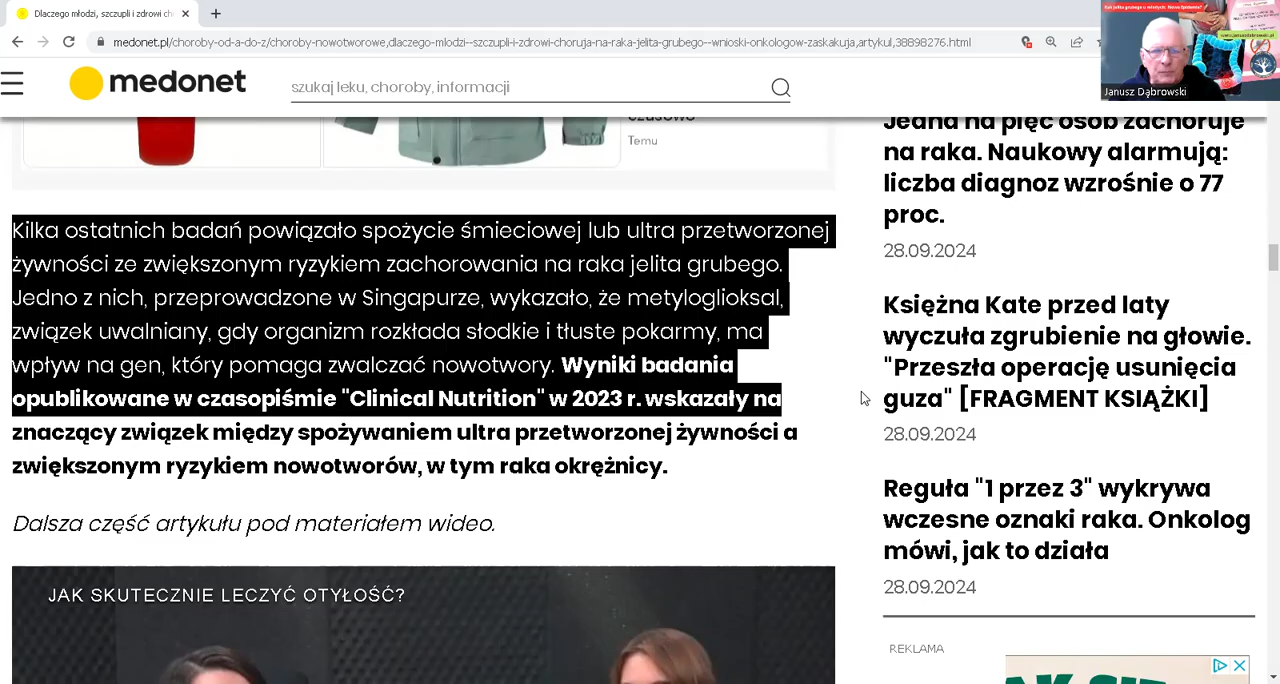 Dlaczego młodzi, szczupli i zdrowi cho
medonet.pl/choroby-od-a-do-z/choroby-nowotworowe,dlaczego-mlodzi--szczupli-i-zdrowi-choruja-na-raka-jelita-grubego--wnioski-onkologow-zaskakuja,artykul,38898276.html
Janusz Dąbrowski
medonet
szukaj leku, choroby, informacji
czasowo
Temu
Kilka ostatnich badań powiązało spożycie śmieciowej lub ultra przetworzonej
żywności ze zwiększonym ryzykiem zachorowania na raka jelita grubego.
Jedno z nich, przeprowadzone w Singapurze, wykazało, że metyloglioksal,
związek uwalniany, gdy organizm rozkłada słodkie i tłuste pokarmy, ma
wpływ na gen, który pomaga zwalczać nowotwory. Wyniki badania
opublikowane w czasopiśmie "Clinical Nutrition" w 2023 r. wskazały na
znaczący związek między spożywaniem ultra przetworzonej żywności a
zwiększonym ryzykiem nowotworów, w tym raka okrężnicy.
Dalsza część artykułu pod materiałem wideo.
JAK SKUTECZNIE LECZYĆ OTYŁOŚĆ?
Jedna na pięć osób zachoruje
na raka. Naukowy alarmują:
liczba diagnoz wzrośnie o 77
proc.
28.09.2024
Księżna Kate przed laty
wyczuła zgrubienie na głowie.
"Przeszła operację usunięcia
guza" [FRAGMENT KSIĄŻKI]
28.09.2024
Reguła "1 przez 3" wykrywa
wczesne oznaki raka. Onkolog
mówi, jak to działa
28.09.2024
REKLAMA